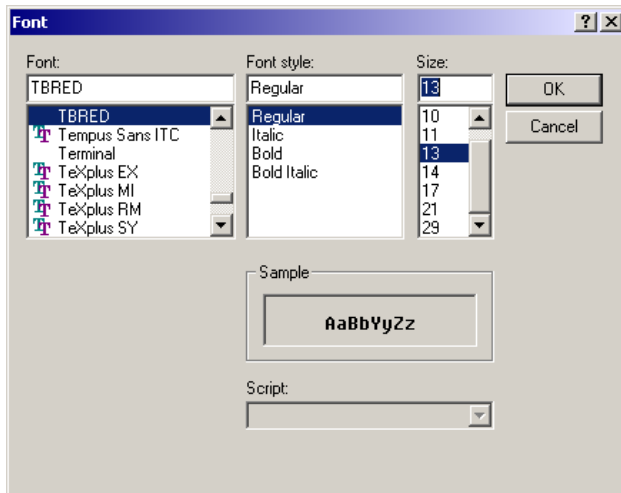 Font
Font:
TBRED
TBRED
Tempus Sans ITC
Terminal
TeXplus EX
TeXplus MI
TeXplus RM
TeXplus SY
Font style:
Regular
Regular
Italic
Bold
Bold Italic
Size:
13
10
11
13
14
17
21
29
OK
Cancel
Sample
AaBbYyZz
Script: